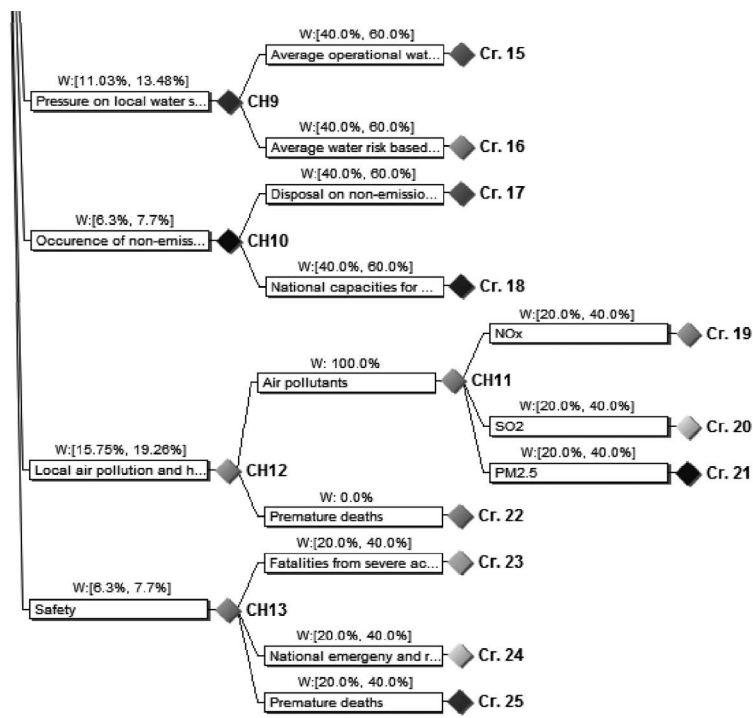 W:[40.0%, 60.0%]
Average operational wat... Cr. 15
W:[11.03%, 13.48%]
Pressure on local water s... CH9
W:[40.0%, 60.0%]
Average water risk based... Cr. 16
W:[40.0%, 60.0%]
Disposal on non-emissio... Cr. 17
W:[6.3%, 7.7%]
Occurence of non-emiss... CH10
W:[40.0%, 60.0%]
National capacities for ... Cr. 18
W:[20.0%, 40.0%]
NOx Cr. 19
W: 100.0%
Air pollutants CH11
W:[20.0%, 40.0%]
SO2 Cr. 20
W:[15.75%, 19.26%]
Local air pollution and h... CH12
W:[20.0%, 40.0%]
PM2.5 Cr. 21
W: 0.0%
Premature deaths Cr. 22
W:[20.0%, 40.0%]
Fatalities from severe ac... Cr. 23
W:[6.3%, 7.7%]
Safety CH13
W:[20.0%, 40.0%]
National emergeny and r... Cr. 24
W:[20.0%, 40.0%]
Premature deaths Cr. 25